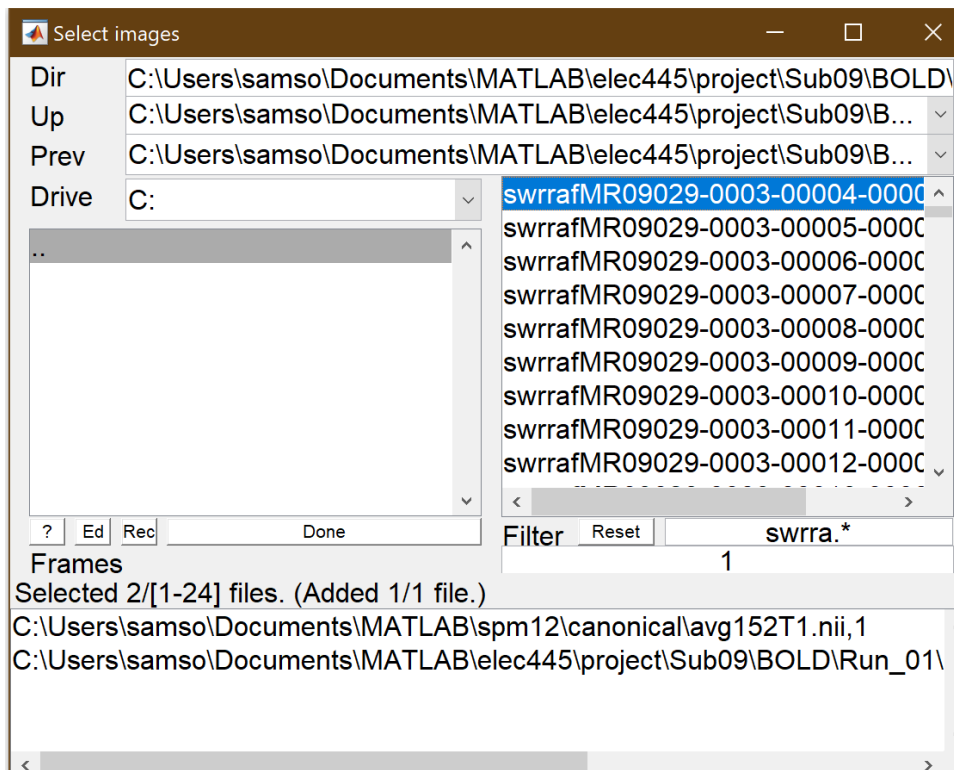 Select images
Dir C:\Users\samso\Documents\MATLAB\elec445\project\Sub09\BOLD\
Up C:\Users\samso\Documents\MATLAB\elec445\project\Sub09\B...
Prev C:\Users\samso\Documents\MATLAB\elec445\project\Sub09\B...
Drive C:
..
swrrafMR09029-0003-00004-0000
swrrafMR09029-0003-00005-0000
swrrafMR09029-0003-00006-0000
swrrafMR09029-0003-00007-0000
swrrafMR09029-0003-00008-0000
swrrafMR09029-0003-00009-0000
swrrafMR09029-0003-00010-0000
swrrafMR09029-0003-00011-0000
swrrafMR09029-0003-00012-0000
? Ed Rec Done
Filter Reset swrra.*
Frames 1
Selected 2/[1-24] files. (Added 1/1 file.)
C:\Users\samso\Documents\MATLAB\spm12\canonical\avg152T1.nii,1
C:\Users\samso\Documents\MATLAB\elec445\project\Sub09\BOLD\Run_01\